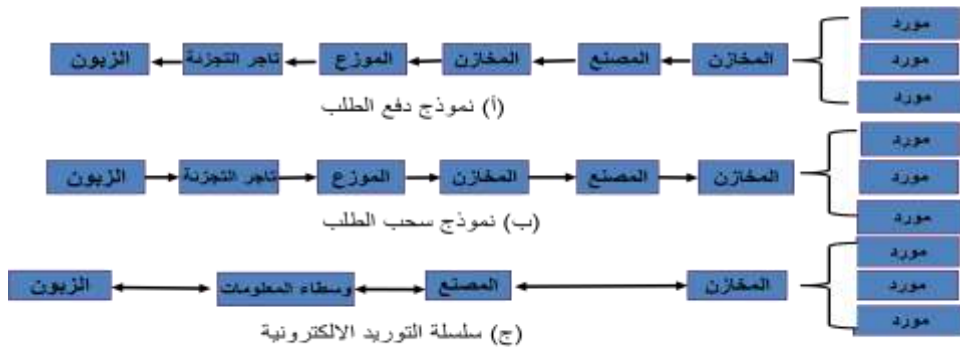 مورد
مورد
مورد
المخازن
المصنع
المخازن
الموزع
تاجر التجزئة
الزبون
(أ) نموذج دفع الطلب
مورد
مورد
مورد
المخازن
المصنع
المخازن
الموزع
تاجر التجزئة
الزبون
(ب) نموذج سحب الطلب
مورد
مورد
مورد
المخازن
المصنع
وسطاء المعلومات
الزبون
(ج) سلسلة التوريد الالكترونية